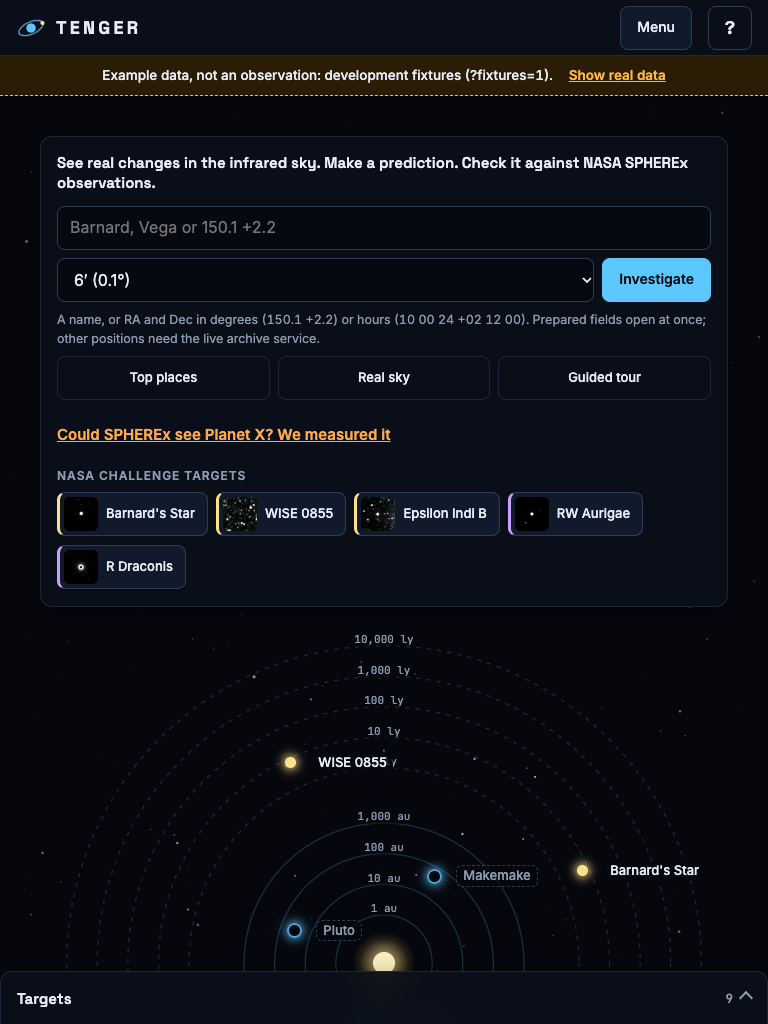 TENGER
Menu
?
Example data, not an observation: development fixtures (?fixtures=1). Show real data
See real changes in the infrared sky. Make a prediction. Check it against NASA SPHEREx
observations.
Barnard, Vega or 150.1 +2.2
6′ (0.1°)
Investigate
A name, or RA and Dec in degrees (150.1 +2.2) or hours (10 00 24 +02 12 00). Prepared fields open at once;
other positions need the live archive service.
Top places
Real sky
Guided tour
Could SPHEREx see Planet X? We measured it
NASA CHALLENGE TARGETS
Barnard's Star
WISE 0855
Epsilon Indi B
RW Aurigae
R Draconis
10,000 ly
1,000 ly
100 ly
10 ly
WISE 0855
1,000 au
100 au
Barnard's Star
Makemake
10 au
1 au
Pluto
Targets
9